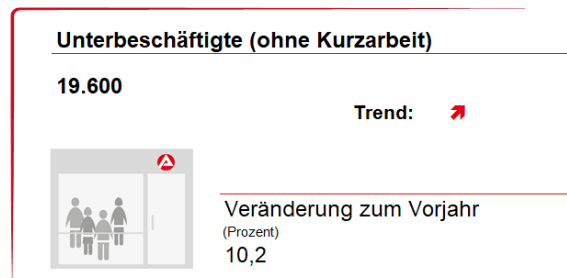 Unterbeschäftigte (ohne Kurzarbeit)
19.600
Trend:
Veränderung zum Vorjahr
(Prozent)
10,2